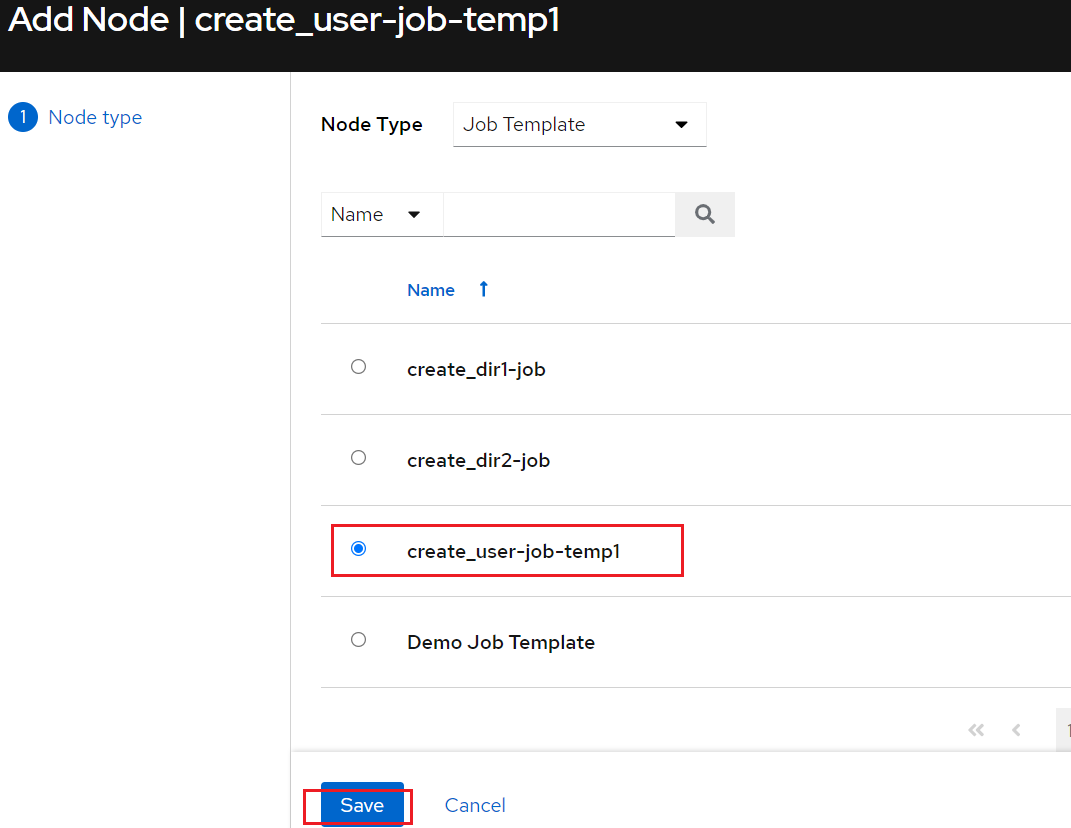 Add Node | create_user-job-temp1
1 Node type
Node Type Job Template
Name
Name
create_dir1-job
create_dir2-job
create_user-job-temp1
Demo Job Template
Save Cancel